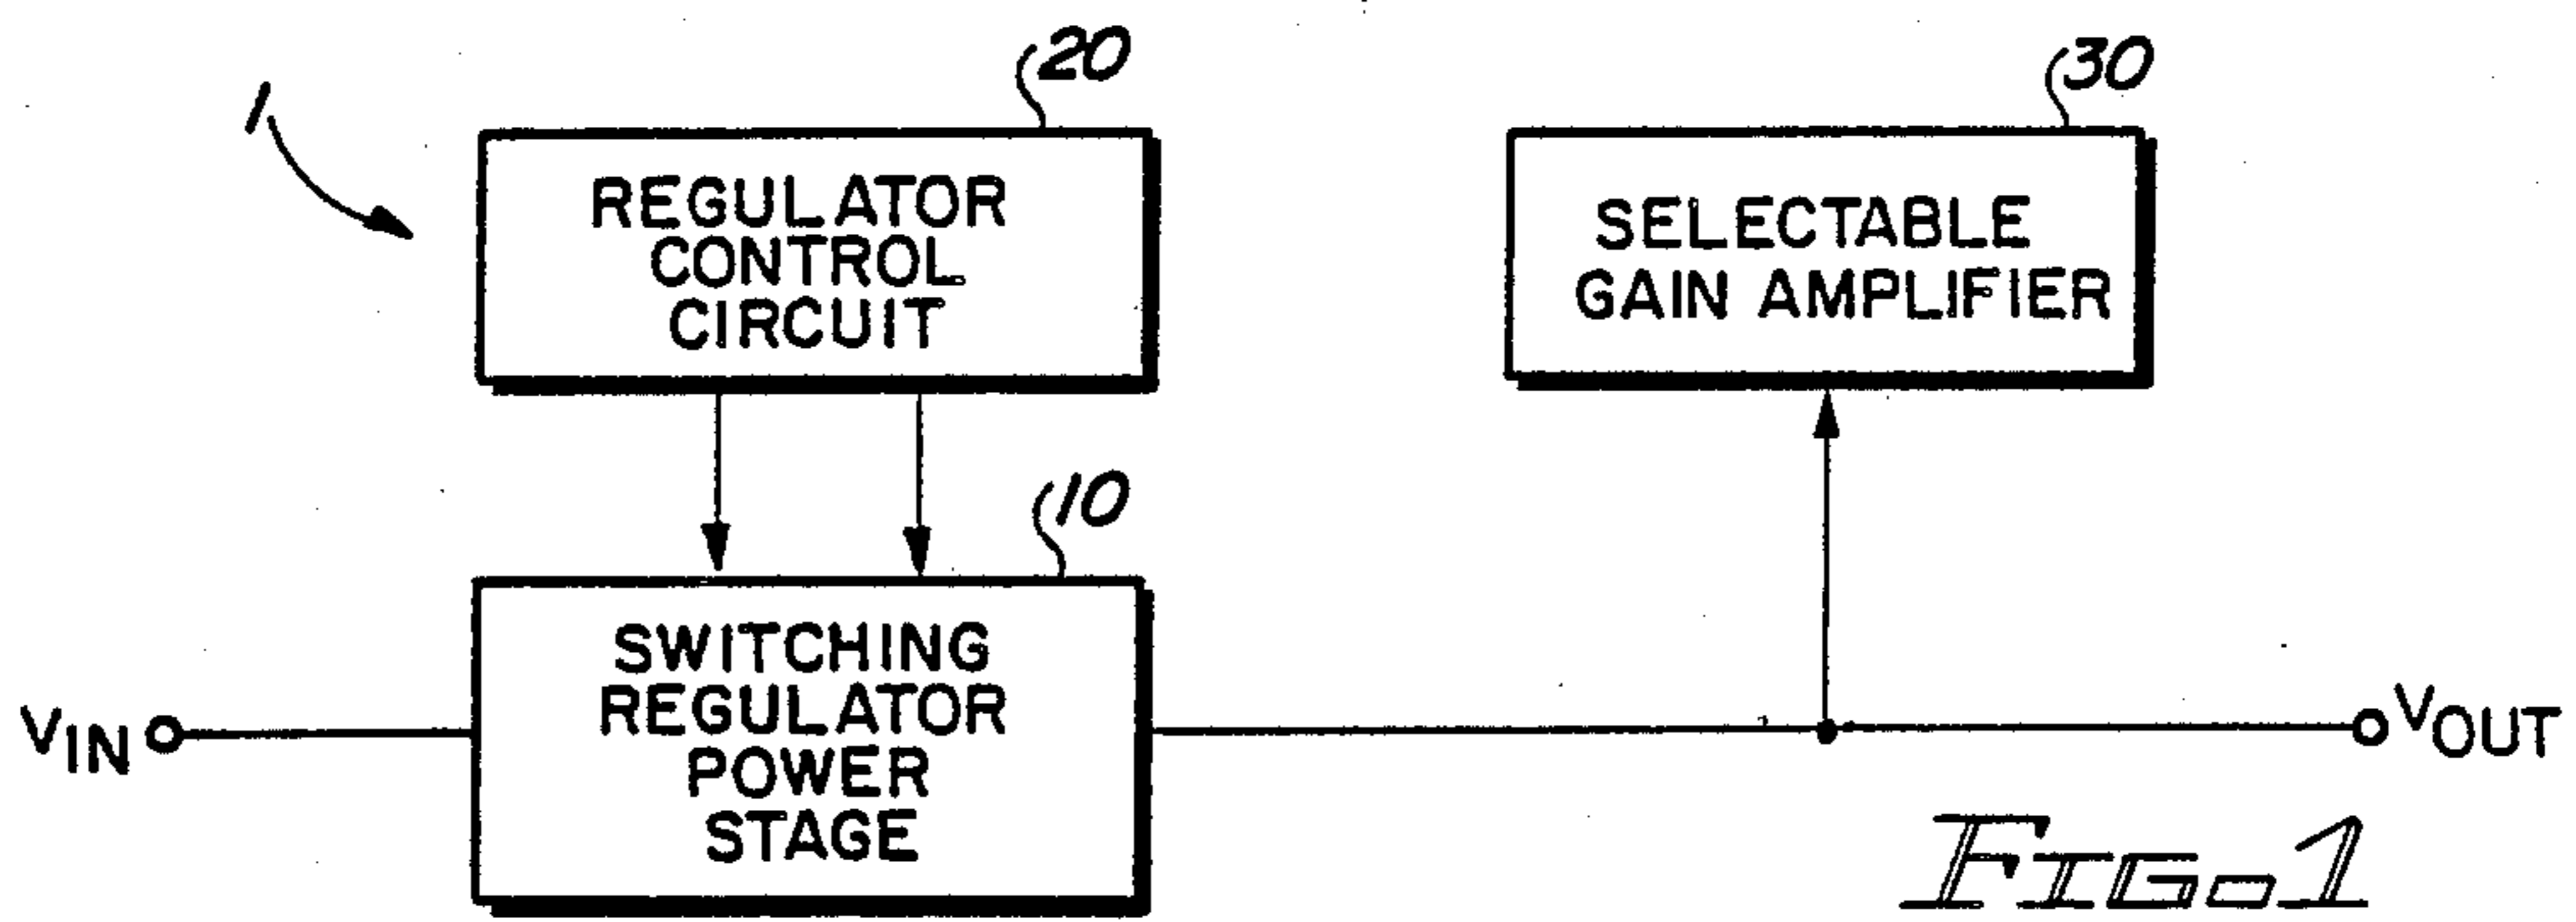 1
20
REGULATOR
CONTROL
CIRCUIT
30
SELECTABLE
GAIN AMPLIFIER
10
SWITCHING
REGULATOR
POWER
STAGE
VIN
VOUT
FIG. 1